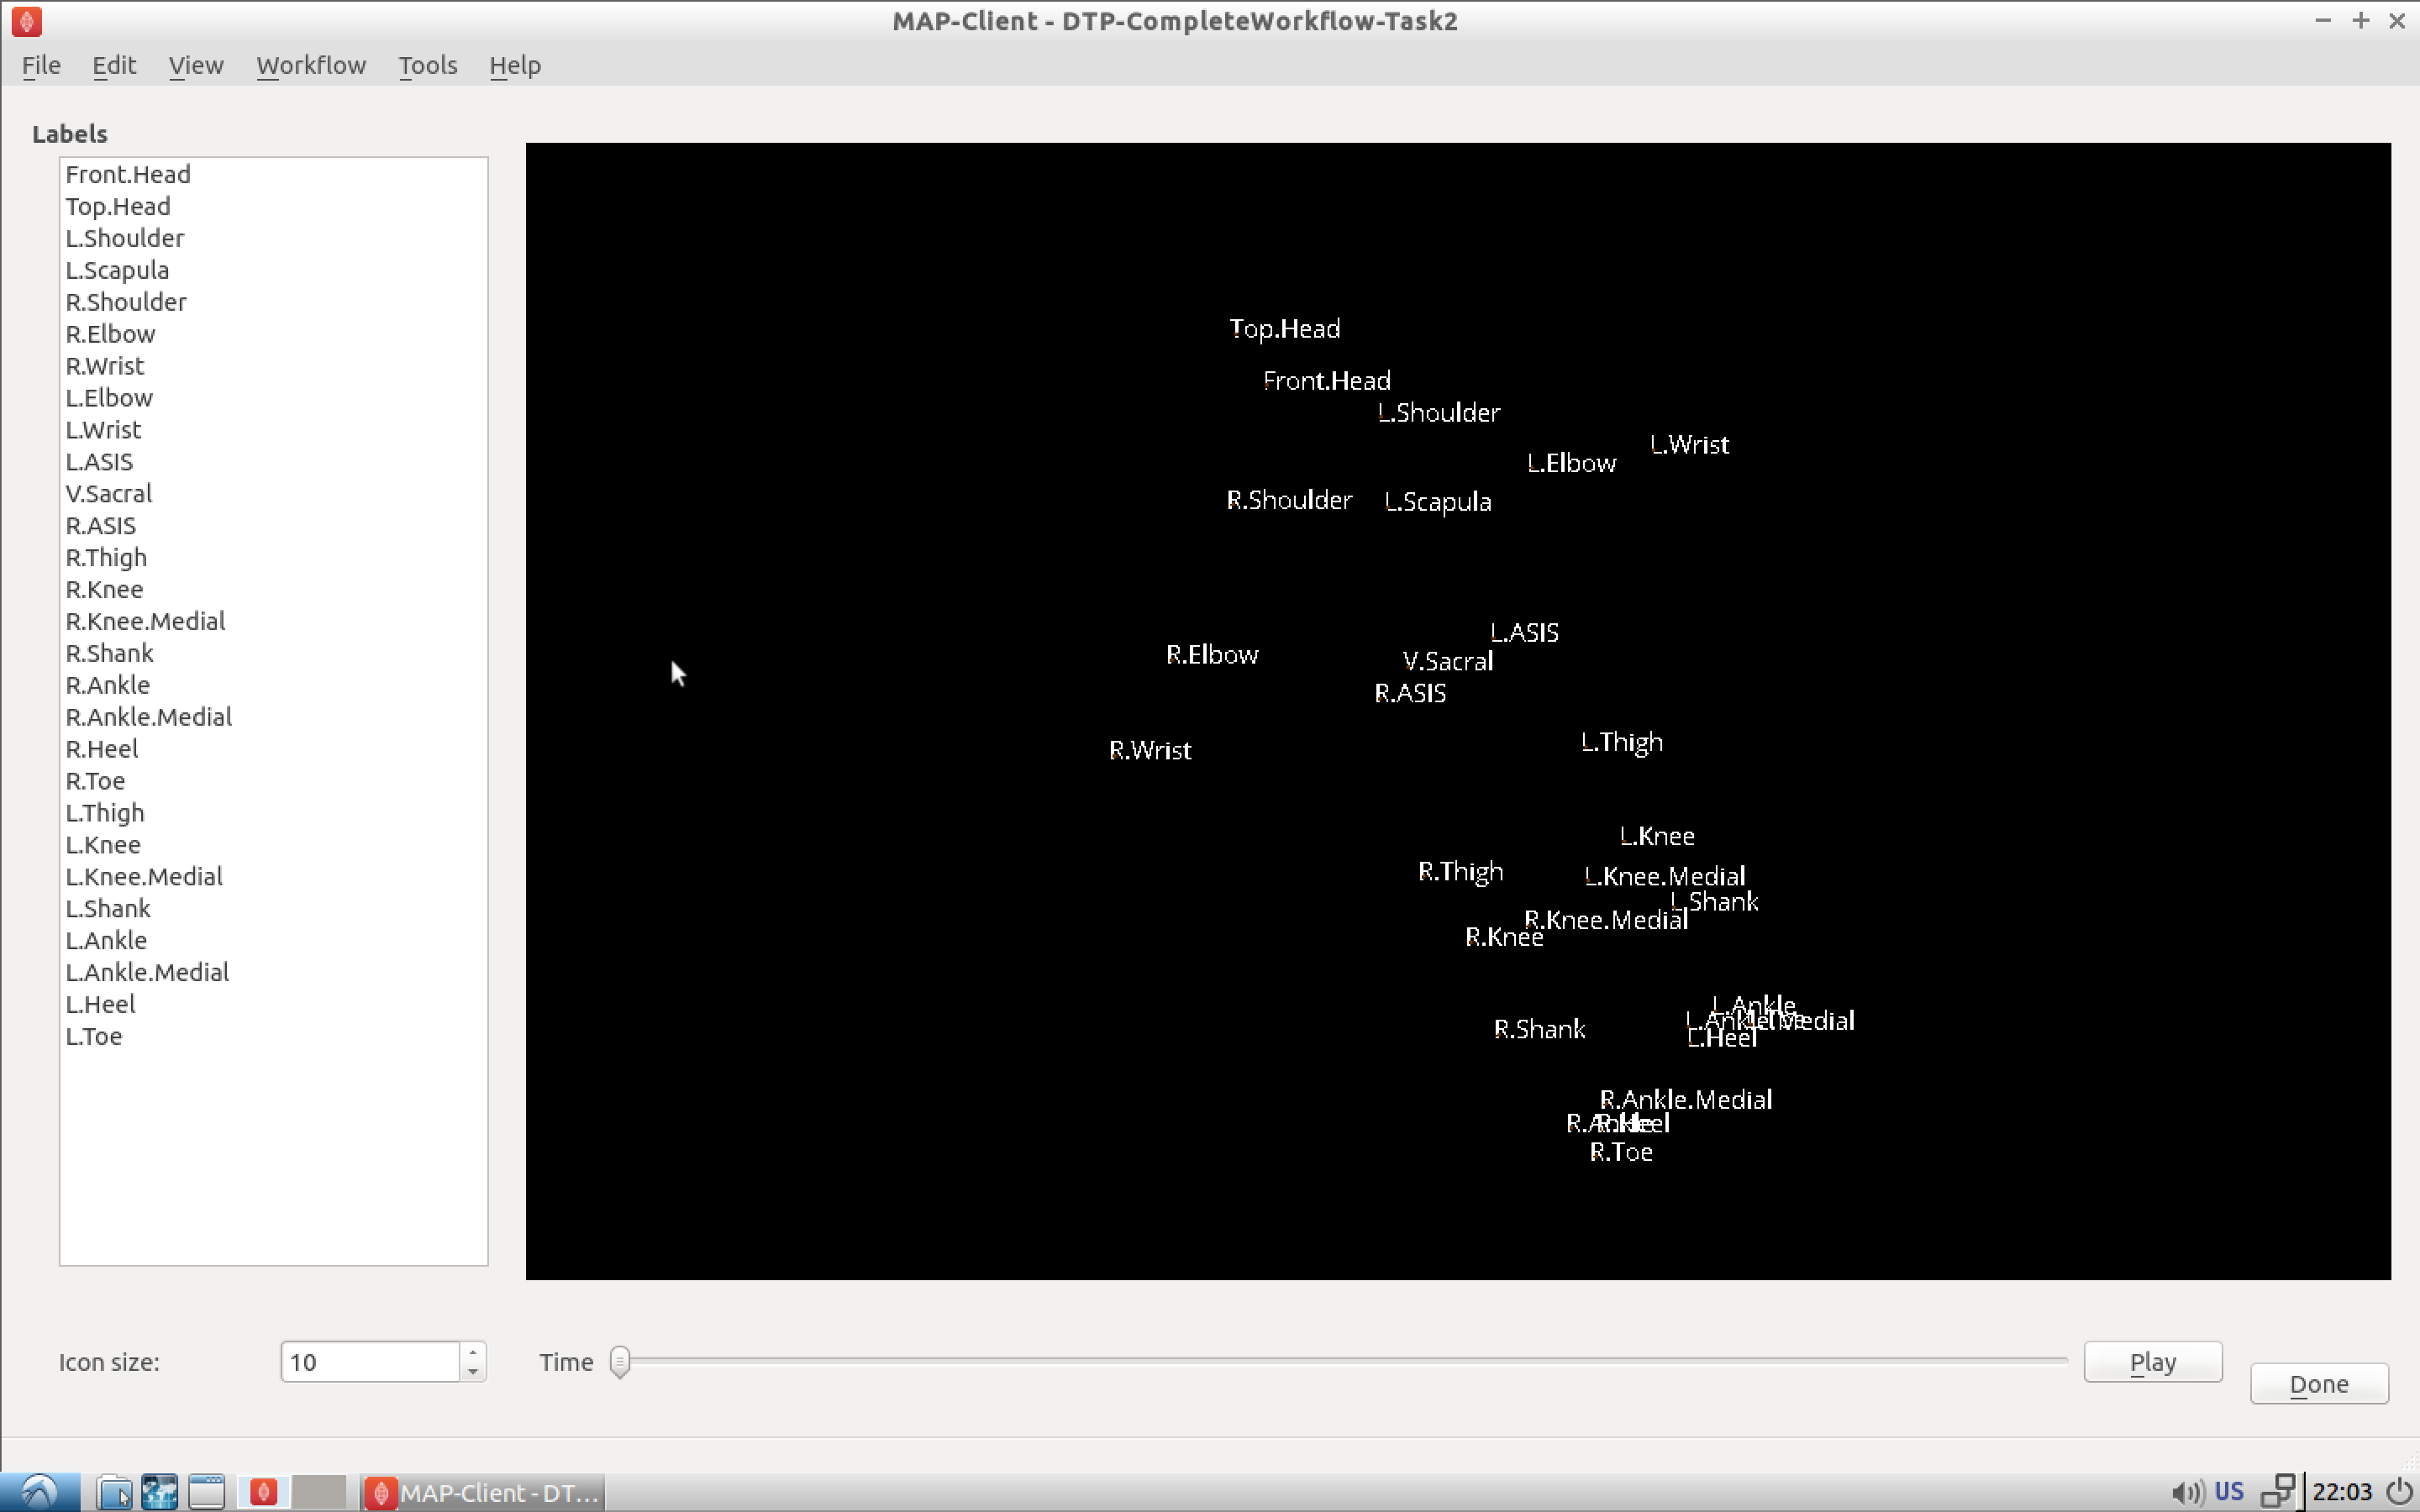 MAP-Client - DTP-CompleteWorkflow-Task2
File Edit View Workflow Tools Help
Labels
Front.Head
Top.Head
L.Shoulder
L.Scapula
R.Shoulder
R.Elbow
R.Wrist
L.Elbow
L.Wrist
L.ASIS
V.Sacral
R.ASIS
R.Thigh
R.Knee
R.Knee.Medial
R.Shank
R.Ankle
R.Ankle.Medial
R.Heel
R.Toe
L.Thigh
L.Knee
L.Knee.Medial
L.Shank
L.Ankle
L.Ankle.Medial
L.Heel
L.Toe
Top.Head
Front.Head
L.Shoulder
L.Wrist
L.Elbow
R.Shoulder L.Scapula
L.ASIS
R.Elbow
V.Sacral
R.ASIS
L.Thigh
R.Wrist
L.Knee
R.Thigh
L.Knee.Medial
L.Shank
R.Knee.Medial
R.Knee
L.Ankle
L.Ankle.Medial
R.Shank
L.Heel
R.Ankle.Medial
R.Ankle
R.Heel
R.Toe
Icon size: 10 Time Play
Done
MAP-Client - DT... US 22:03